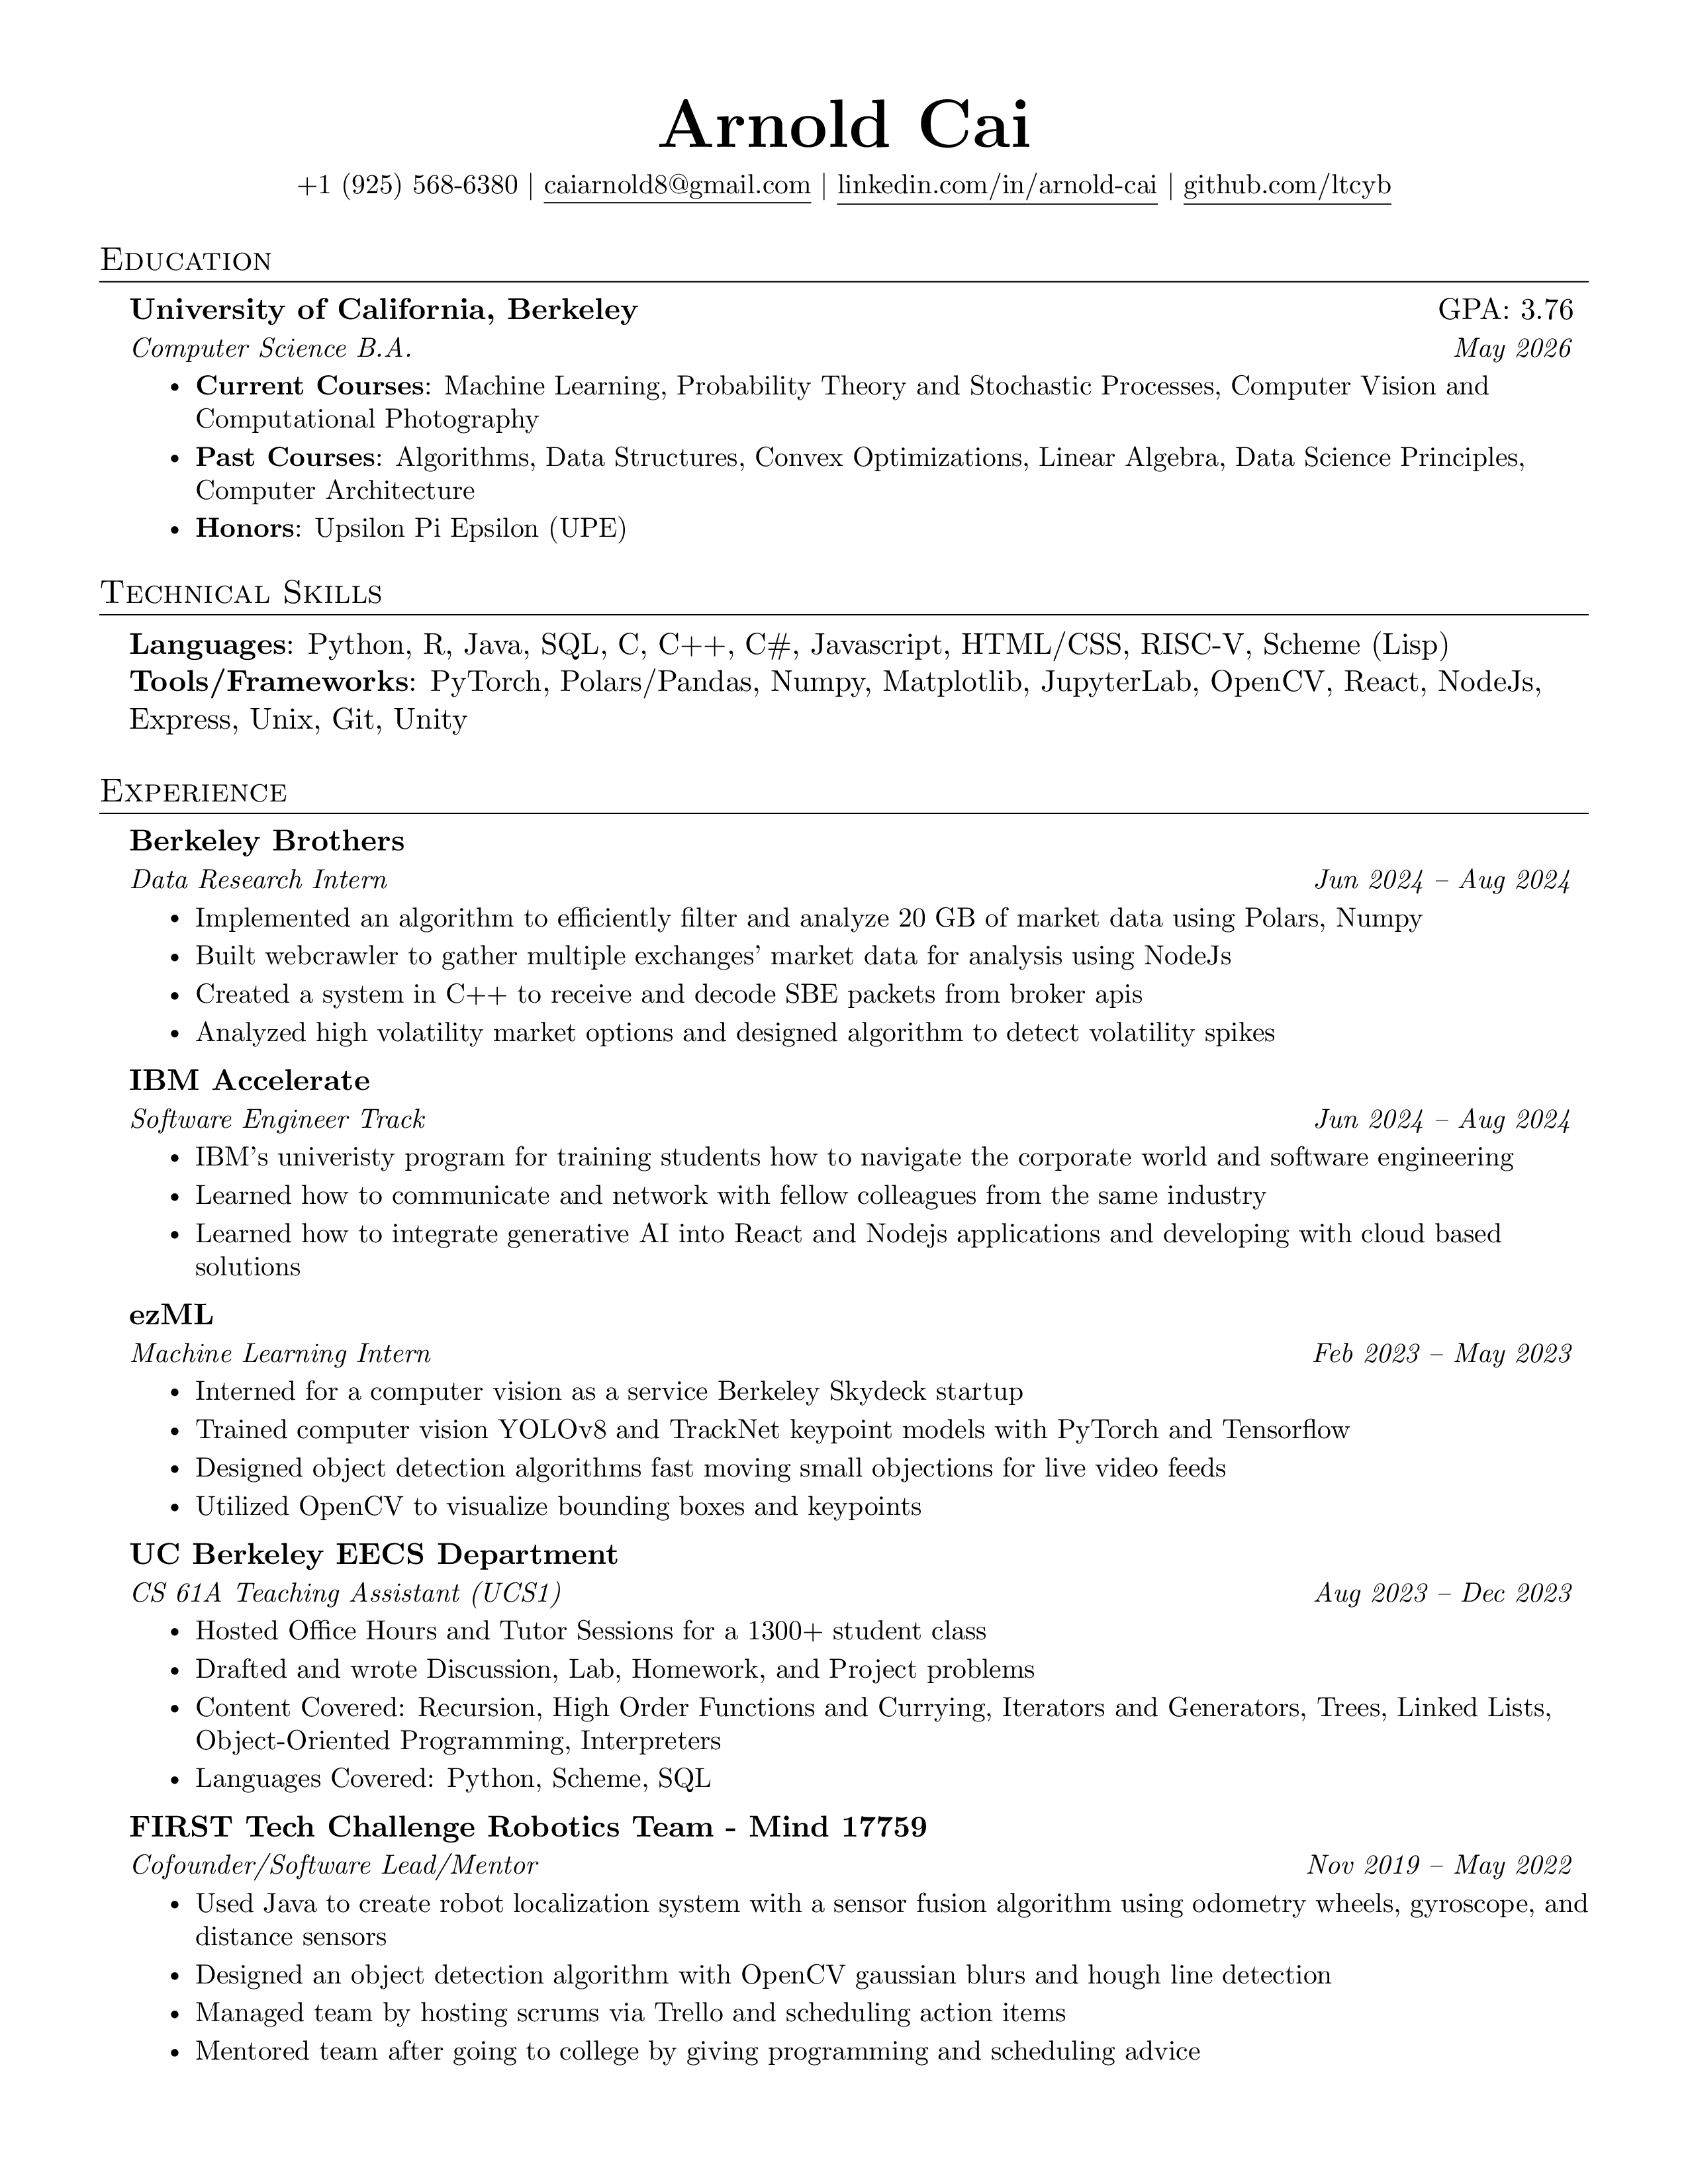 Arnold Cai
+1 (925) 568-6380 | caiarnold8@gmail.com | linkedin.com/in/arnold-cai | github.com/ltcyb
Education
University of California, Berkeley GPA: 3.76
Computer Science B.A. May 2026
• Current Courses: Machine Learning, Probability Theory and Stochastic Processes, Computer Vision and
Computational Photography
• Past Courses: Algorithms, Data Structures, Convex Optimizations, Linear Algebra, Data Science Principles,
Computer Architecture
• Honors: Upsilon Pi Epsilon (UPE)
Technical Skills
Languages: Python, R, Java, SQL, C, C++, C#, Javascript, HTML/CSS, RISC-V, Scheme (Lisp)
Tools/Frameworks: PyTorch, Polars/Pandas, Numpy, Matplotlib, JupyterLab, OpenCV, React, NodeJs,
Express, Unix, Git, Unity
Experience
Berkeley Brothers
Data Research Intern Jun 2024 – Aug 2024
• Implemented an algorithm to efficiently filter and analyze 20 GB of market data using Polars, Numpy
• Built webcrawler to gather multiple exchanges' market data for analysis using NodeJs
• Created a system in C++ to receive and decode SBE packets from broker apis
• Analyzed high volatility market options and designed algorithm to detect volatility spikes
IBM Accelerate
Software Engineer Track Jun 2024 – Aug 2024
• IBM's univeristy program for training students how to navigate the corporate world and software engineering
• Learned how to communicate and network with fellow colleagues from the same industry
• Learned how to integrate generative AI into React and Nodejs applications and developing with cloud based
solutions
ezML
Machine Learning Intern Feb 2023 – May 2023
• Interned for a computer vision as a service Berkeley Skydeck startup
• Trained computer vision YOLOv8 and TrackNet keypoint models with PyTorch and Tensorflow
• Designed object detection algorithms fast moving small objections for live video feeds
• Utilized OpenCV to visualize bounding boxes and keypoints
UC Berkeley EECS Department
CS 61A Teaching Assistant (UCS1) Aug 2023 – Dec 2023
• Hosted Office Hours and Tutor Sessions for a 1300+ student class
• Drafted and wrote Discussion, Lab, Homework, and Project problems
• Content Covered: Recursion, High Order Functions and Currying, Iterators and Generators, Trees, Linked Lists,
Object-Oriented Programming, Interpreters
• Languages Covered: Python, Scheme, SQL
FIRST Tech Challenge Robotics Team - Mind 17759
Cofounder/Software Lead/Mentor Nov 2019 – May 2022
• Used Java to create robot localization system with a sensor fusion algorithm using odometry wheels, gyroscope, and
distance sensors
• Designed an object detection algorithm with OpenCV gaussian blurs and hough line detection
• Managed team by hosting scrums via Trello and scheduling action items
• Mentored team after going to college by giving programming and scheduling advice